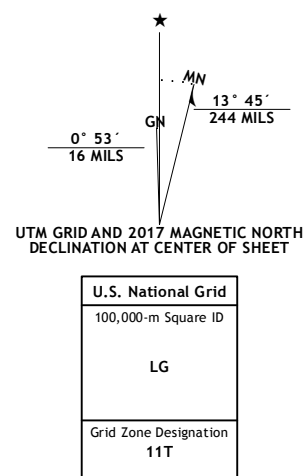 ★
MN
GN
13° 45´
244 MILS
0° 53´
16 MILS
UTM GRID AND 2017 MAGNETIC NORTH
DECLINATION AT CENTER OF SHEET
U.S. National Grid
100,000-m Square ID
LG
Grid Zone Designation
11T